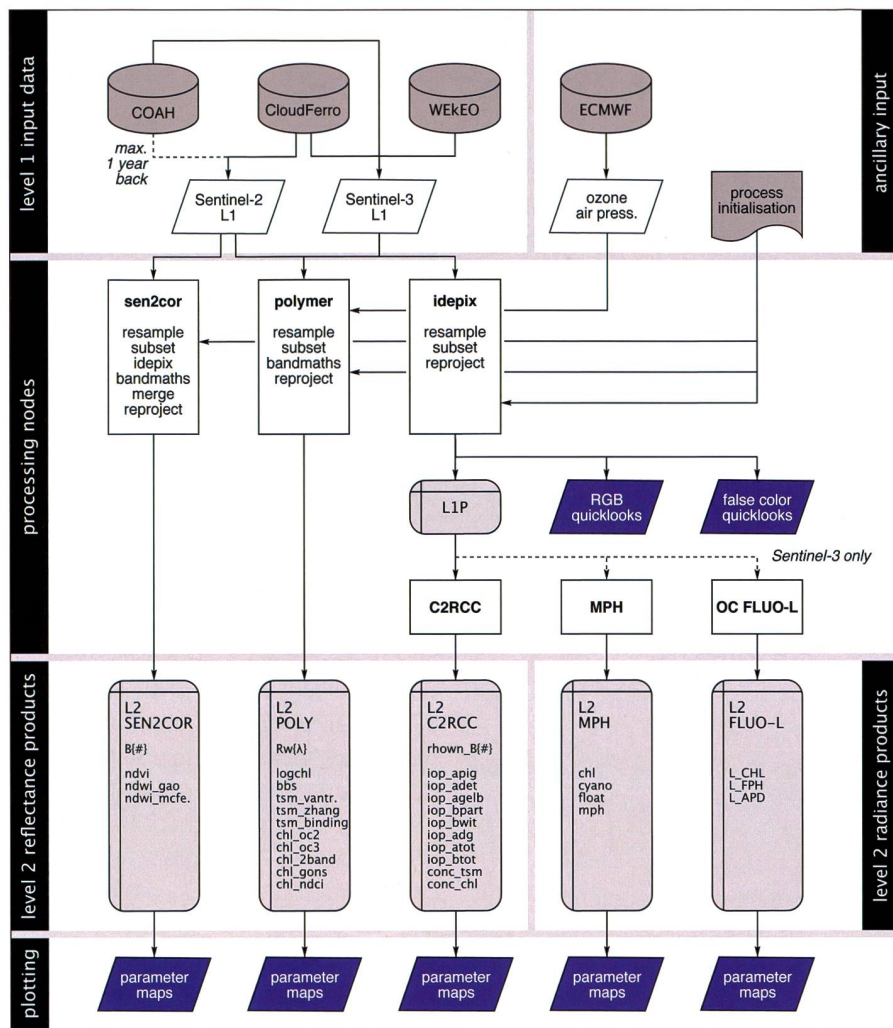 level 1 input data
ancillary input
COAH
CloudFerro
WEkEO
ECMWF
max.
1 year
back
Sentinel-2
L1
Sentinel-3
L1
ozone
air press.
process
initialisation
processing nodes
sen2cor
resample
subset
idepix
bandmaths
merge
reproject
polymer
resample
subset
bandmaths
reproject
idepix
resample
subset
reproject
L1P
RGB
quicklooks
false color
quicklooks
Sentinel-3 only
C2RCC
MPH
OC FLUO-L
level 2 reflectance products
level 2 radiance products
L2
SEN2COR
B{#}
ndvi
ndwi_gao
ndwi_mcfe.
L2
POLY
Rw{λ}
logchl
bbs
tsm_vantr.
tsm_zhang
tsm_binding
chl_oc2
chl_oc3
chl_2band
chl_gons
chl_ndci
L2
C2RCC
rhown_B{#}
iop_apig
iop_adet
iop_agelb
iop_bpart
iop_bwit
iop_adg
iop_atot
iop_btot
conc_tsm
conc_chl
L2
MPH
chl
cyano
float
mph
L2
FLUO-L
L_CHL
L_FPH
L_APD
plotting
parameter
maps
parameter
maps
parameter
maps
parameter
maps
parameter
maps